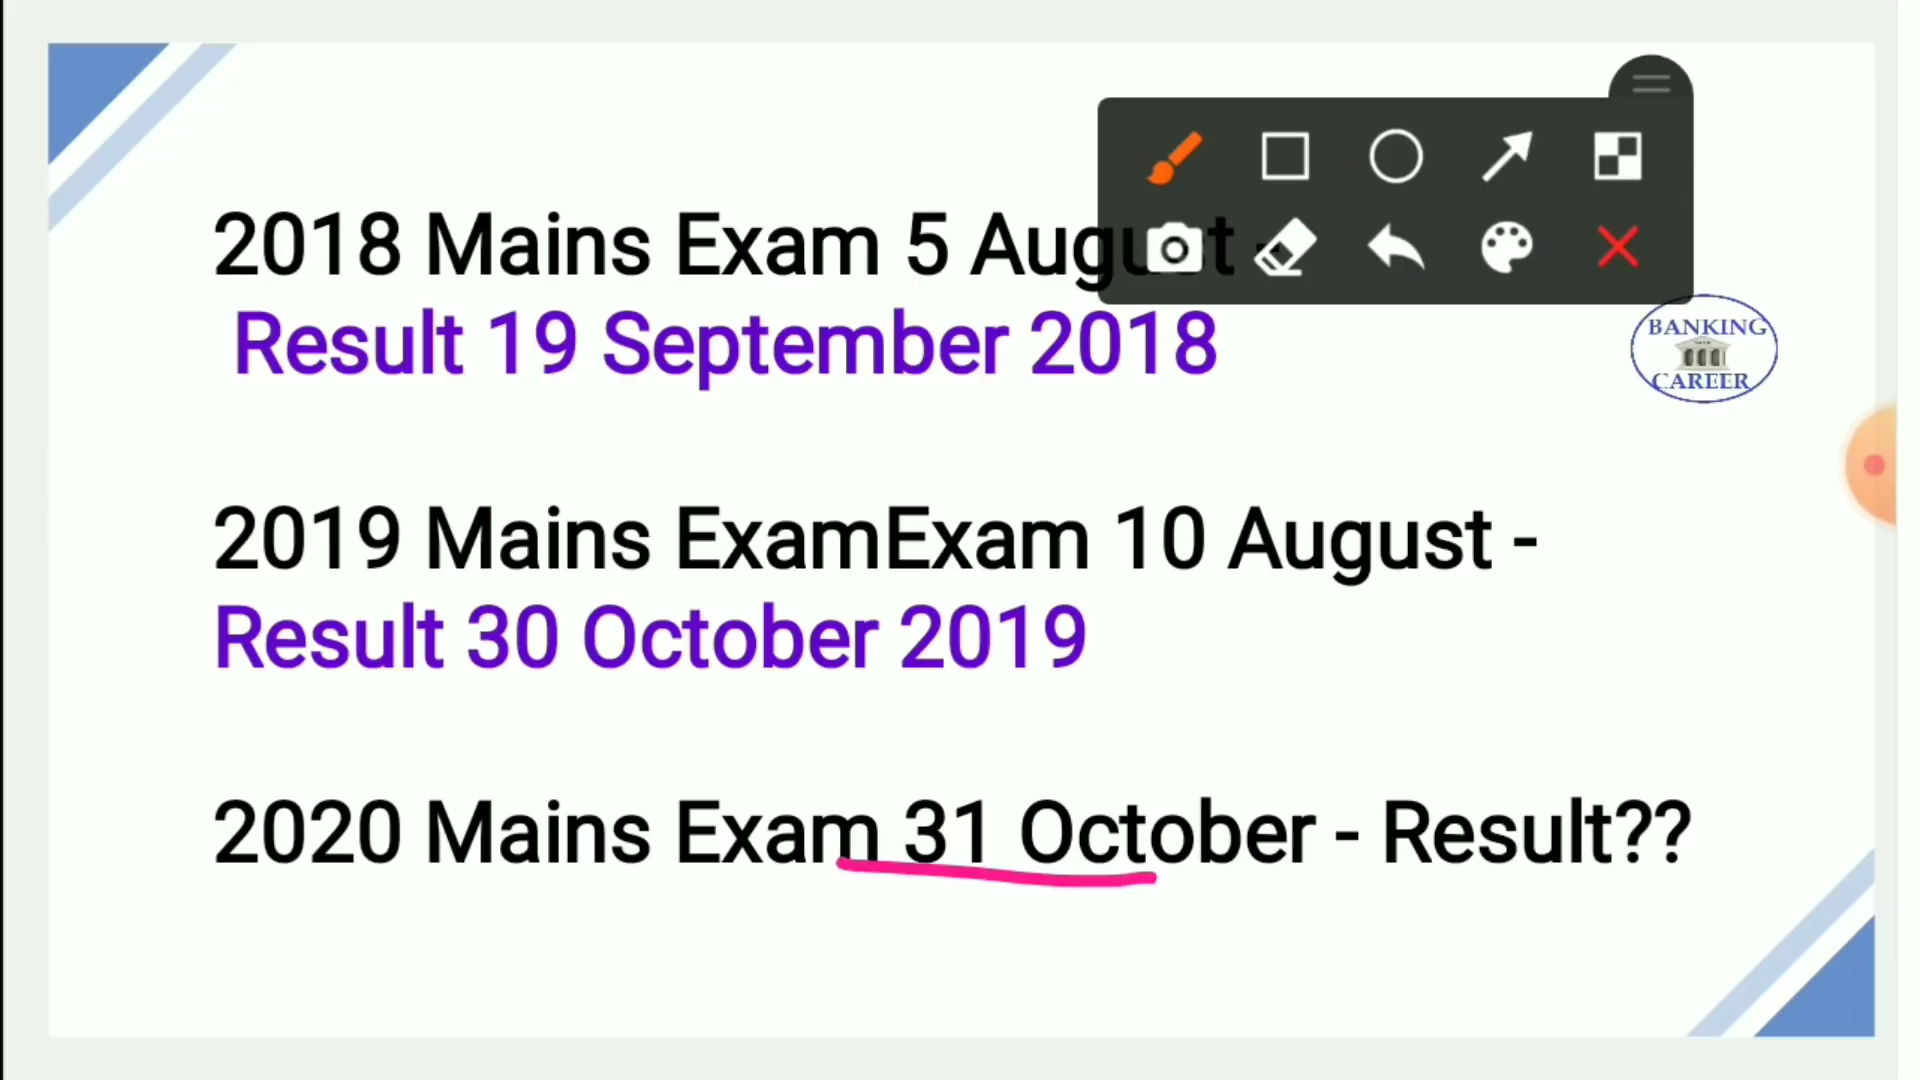 2018 Mains Exam 5 August -
Result 19 September 2018
BANKING
CAREER
2019 Mains ExamExam 10 August -
Result 30 October 2019
2020 Mains Exam 31 October - Result??